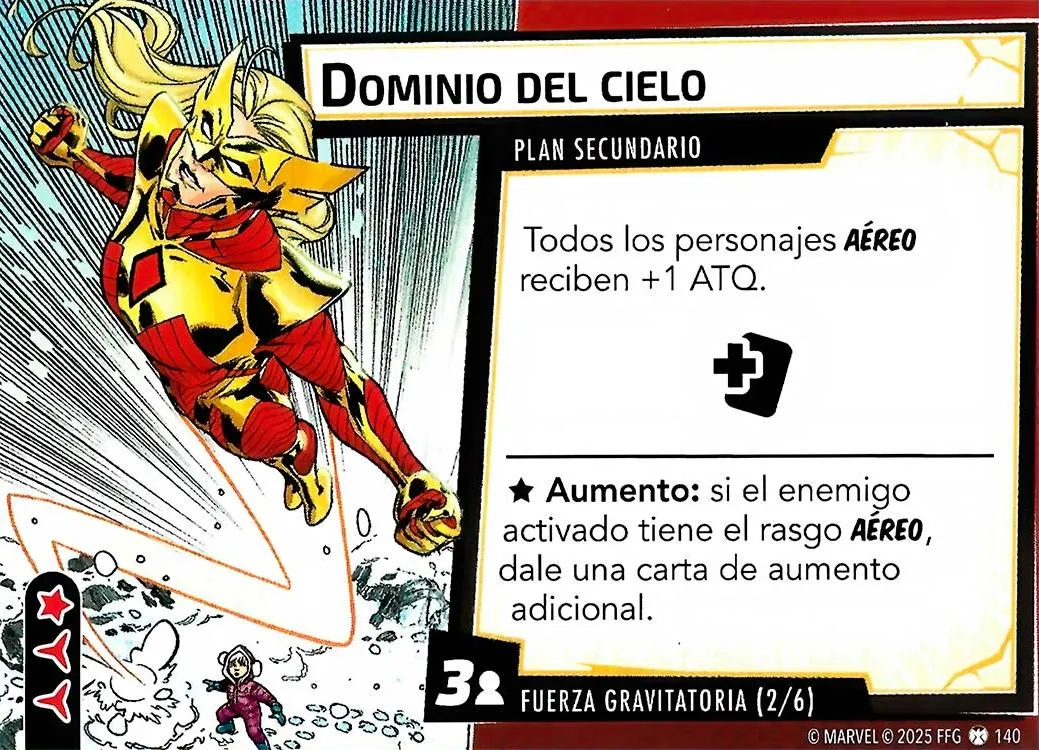 DOMINIO DEL CIELO
PLAN SECUNDARIO
Todos los personajes AÉREO
reciben +1 ATQ.
★ Aumento: si el enemigo
activado tiene el rasgo AÉREO,
dale una carta de aumento
adicional.
3
FUERZA GRAVITATORIA (2/6)
© MARVEL © 2025 FFG 140